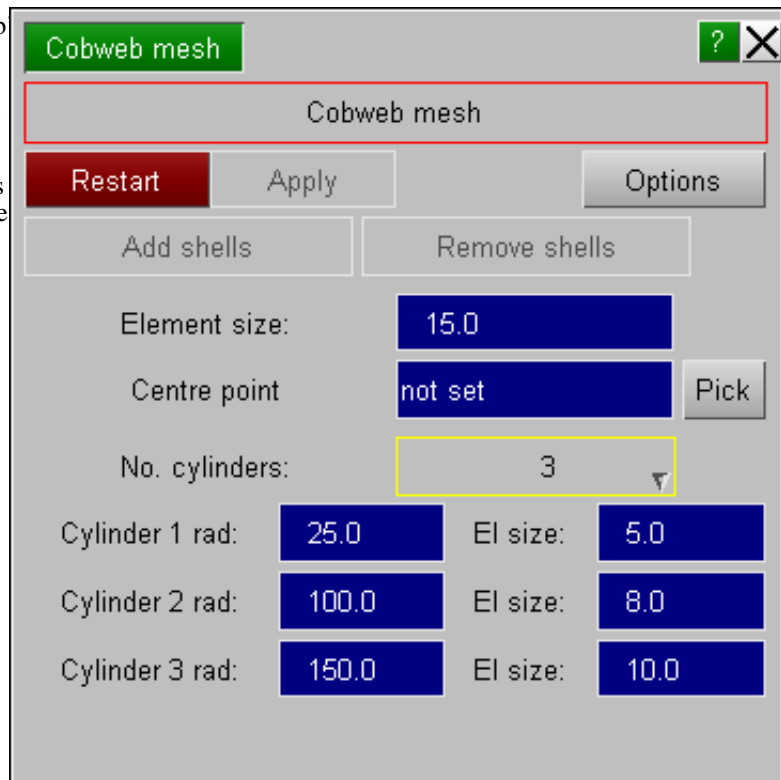 Cobweb mesh ?
Cobweb mesh
Restart Apply Options
Add shells Remove shells
Element size: 15.0
Centre point not set Pick
No. cylinders: 3
Cylinder 1 rad: 25.0 El size: 5.0
Cylinder 2 rad: 100.0 El size: 8.0
Cylinder 3 rad: 150.0 El size: 10.0